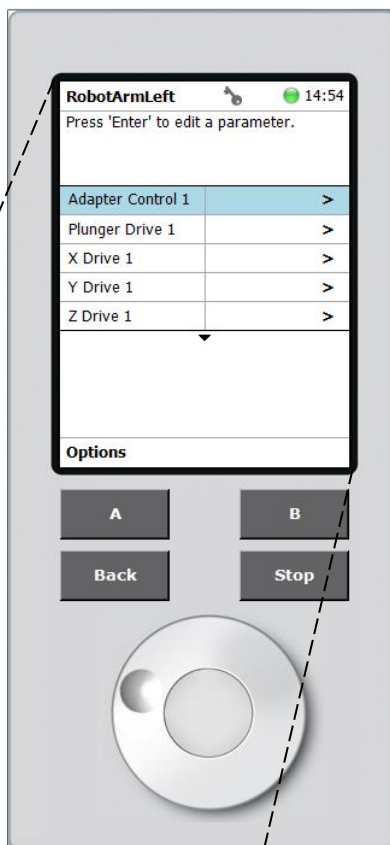 RobotArmLeft 14:54
Press 'Enter' to edit a parameter.
Adapter Control 1 >
Plunger Drive 1 >
X Drive 1 >
Y Drive 1 >
Z Drive 1 >
Options
A B
Back Stop